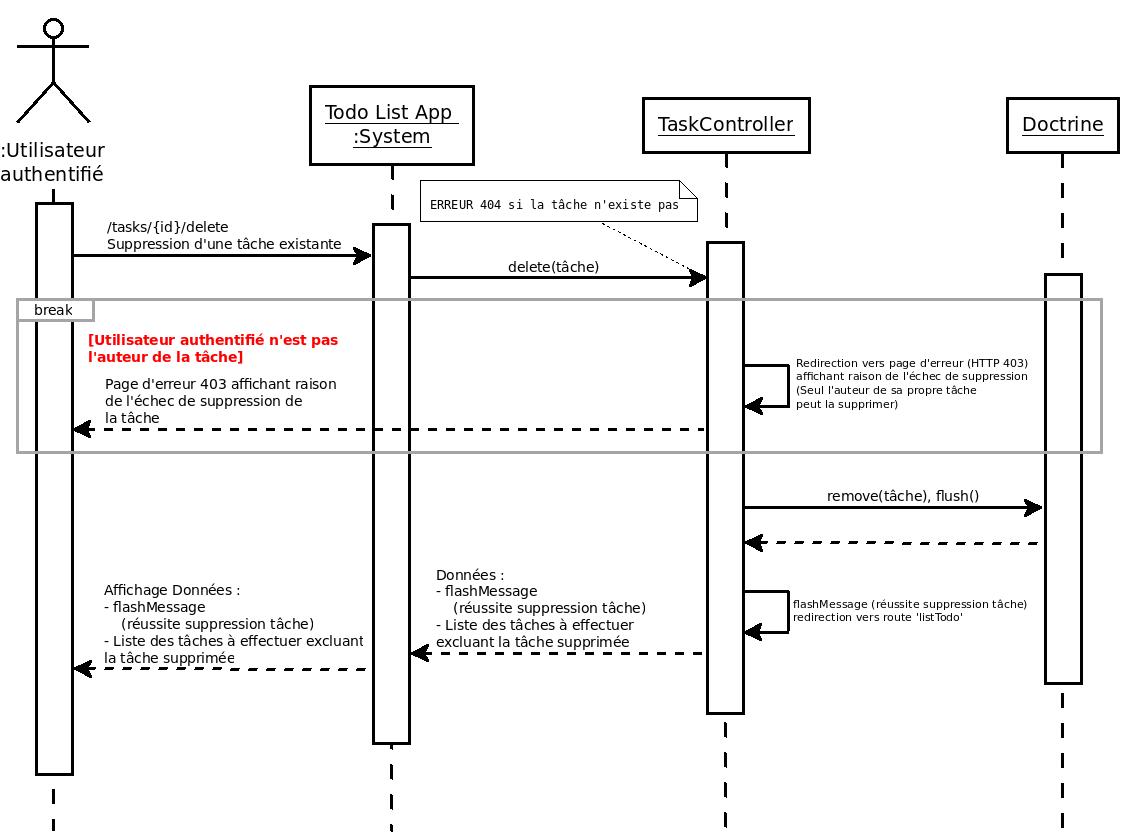 :Utilisateur
authentifié
Todo List App
:System
TaskController
Doctrine
ERREUR 404 si la tâche n'existe pas
/tasks/{id}/delete
Suppression d'une tâche existante
delete(tâche)
break
[Utilisateur authentifié n'est pas
l'auteur de la tâche]
Page d'erreur 403 affichant raison
de l'échec de suppression de
la tâche
Redirection vers page d'erreur (HTTP 403)
affichant raison de l'échec de suppression
(Seul l'auteur de sa propre tâche
peut la supprimer)
remove(tâche), flush()
flashMessage (réussite suppression tâche)
redirection vers route 'listTodo'
Données :
- flashMessage
(réussite suppression tâche)
- Liste des tâches à effectuer
excluant la tâche supprimée
Affichage Données :
- flashMessage
(réussite suppression tâche)
- Liste des tâches à effectuer excluant
la tâche supprimée